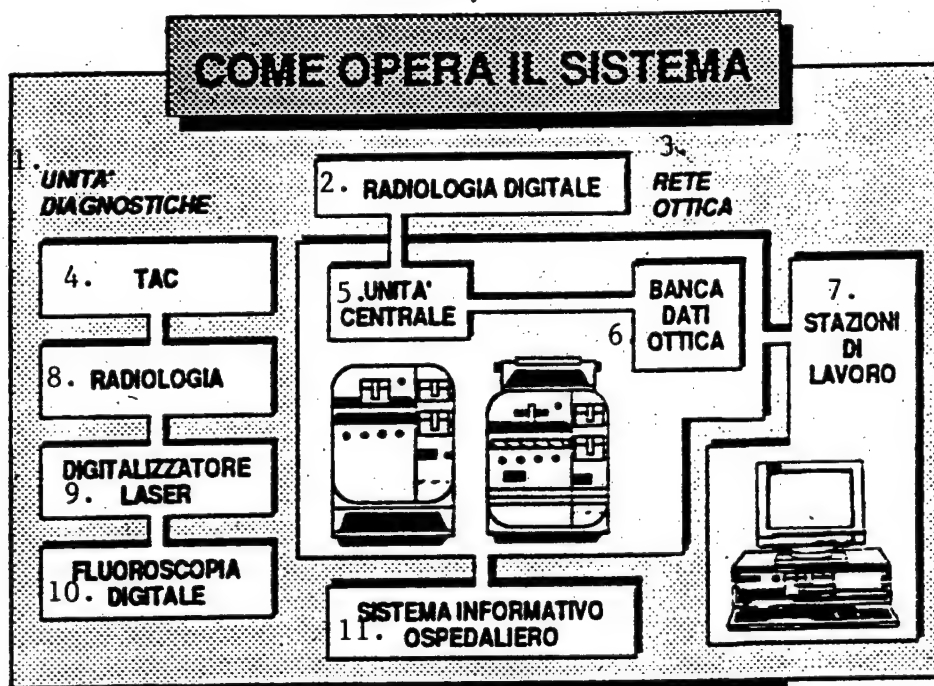 COME OPERA IL SISTEMA
1.
UNITA'
DIAGNOSTICHE
2. RADIOLOGIA DIGITALE
3.
RETE
OTTICA
4. TAC
5. UNITA'
CENTRALE
BANCA
DATI
6. OTTICA
7.
STAZIONI
DI
LAVORO
8. RADIOLOGIA
DIGITALIZZATORE
9. LASER
FLUOROSCOPIA
10. DIGITALE
SISTEMA INFORMATIVO
11. OSPEDALIERO